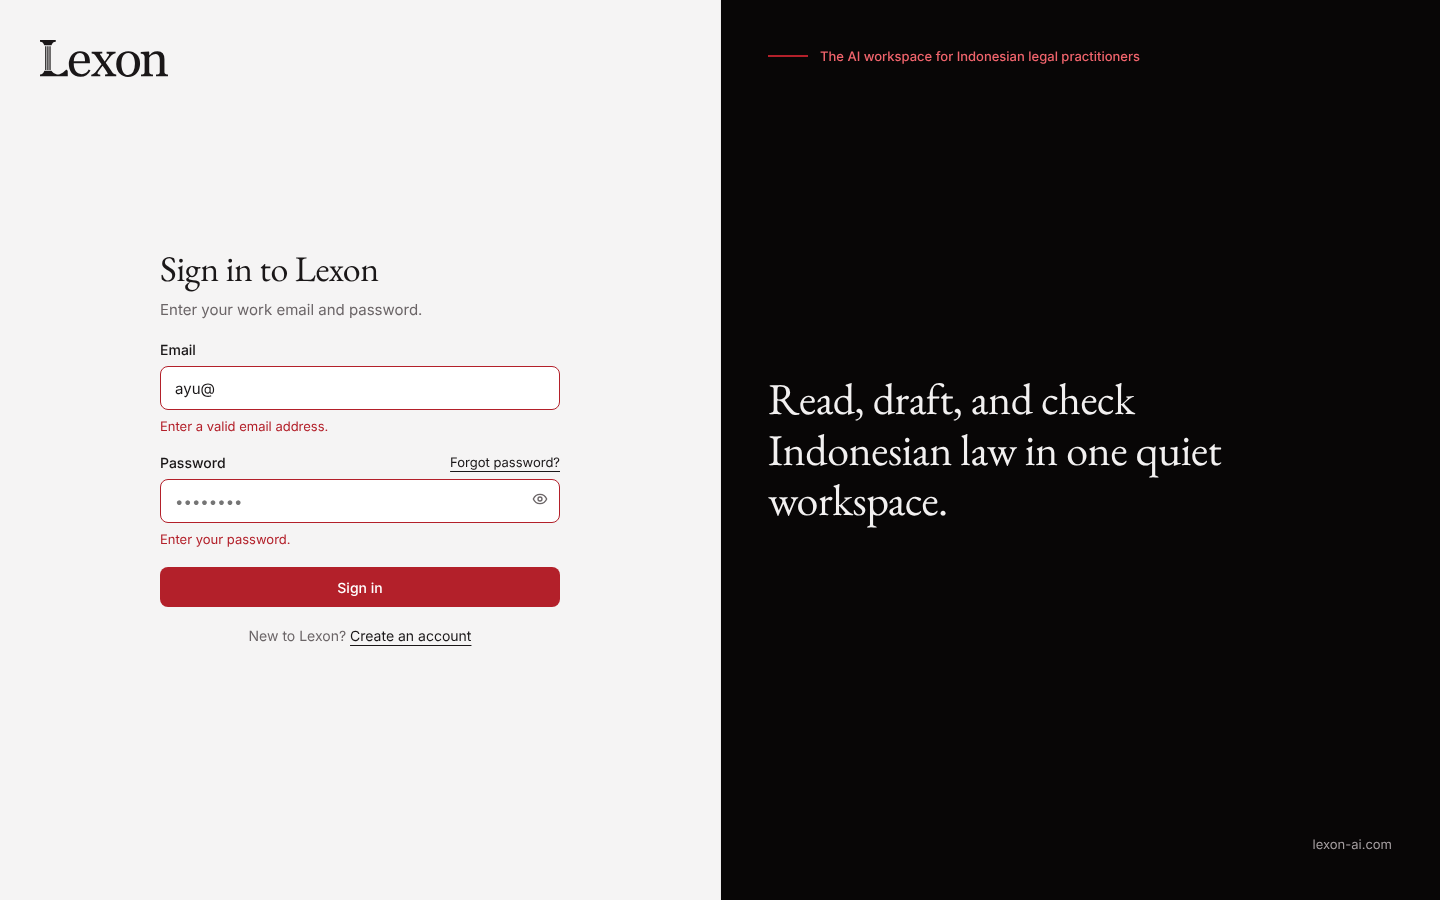 Lexon
Sign in to Lexon
Enter your work email and password.
Email
ayu@
Enter a valid email address.
Password
Forgot password?
••••••••
Enter your password.
Sign in
New to Lexon? Create an account
The AI workspace for Indonesian legal practitioners
Read, draft, and check
Indonesian law in one quiet
workspace.
lexon-ai.com